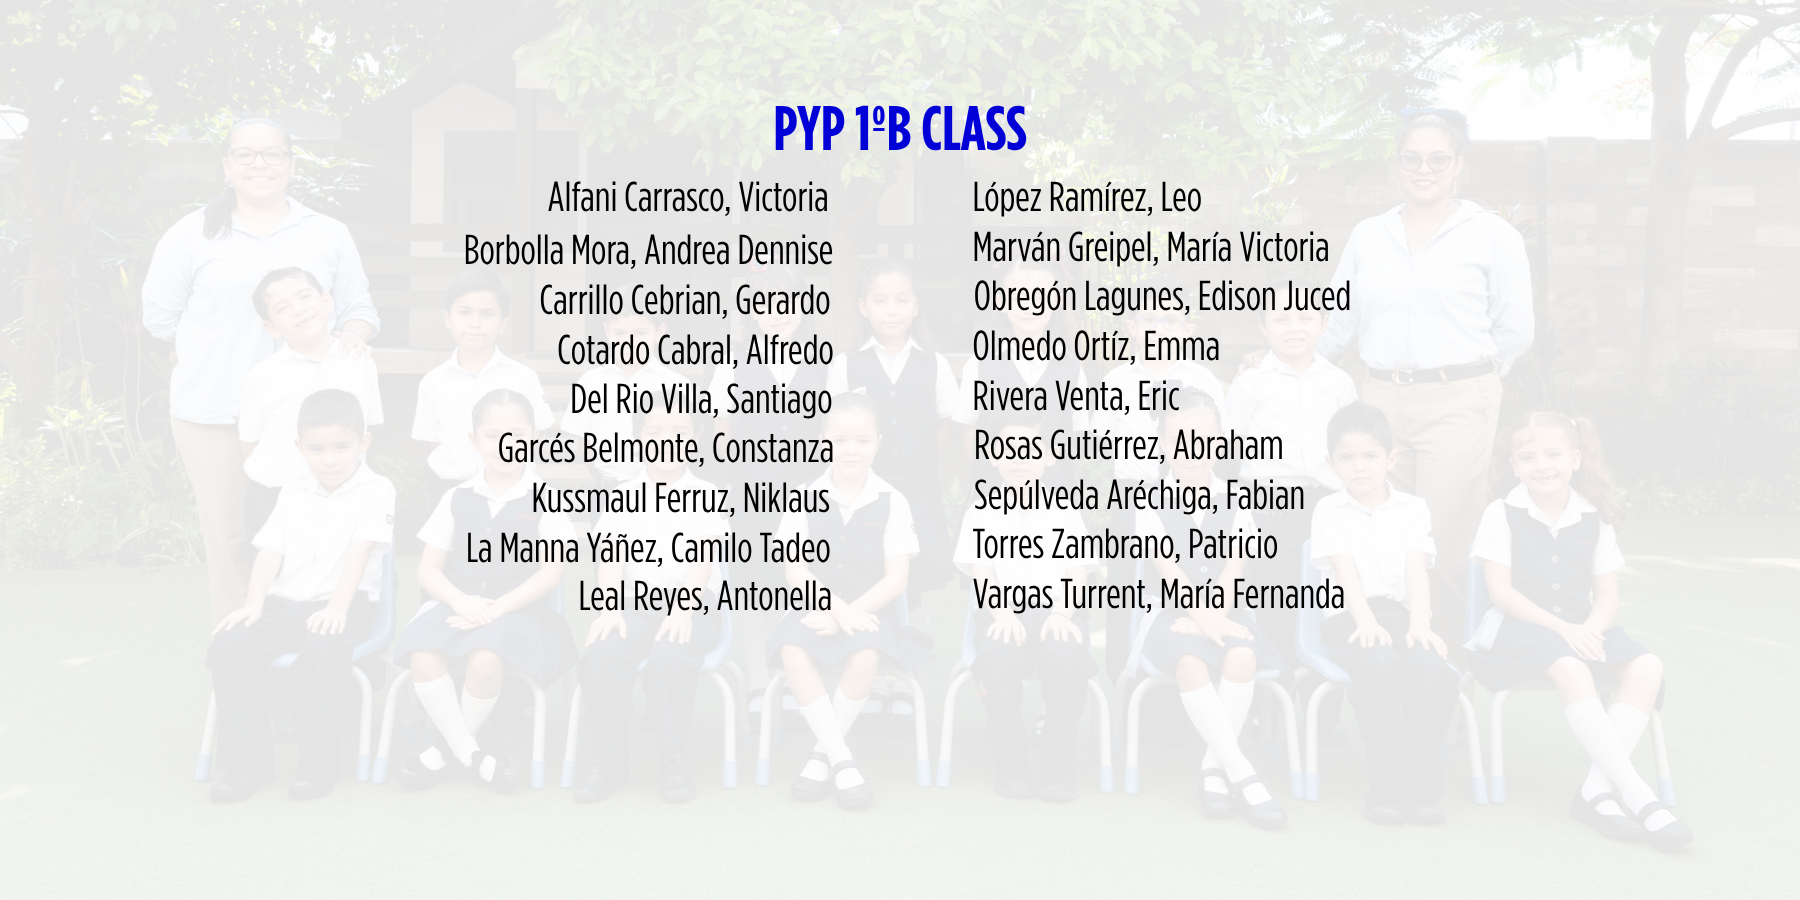 PYP 1ºB CLASS
Alfani Carrasco, Victoria
Borbolla Mora, Andrea Dennise
Carrillo Cebrian, Gerardo
Cotardo Cabral, Alfredo
Del Rio Villa, Santiago
Garcés Belmonte, Constanza
Kussmaul Ferruz, Niklaus
La Manna Yáñez, Camilo Tadeo
Leal Reyes, Antonella
López Ramírez, Leo
Marván Greipel, María Victoria
Obregón Lagunes, Edison Juced
Olmedo Ortíz, Emma
Rivera Venta, Eric
Rosas Gutiérrez, Abraham
Sepúlveda Aréchiga, Fabian
Torres Zambrano, Patricio
Vargas Turrent, María Fernanda